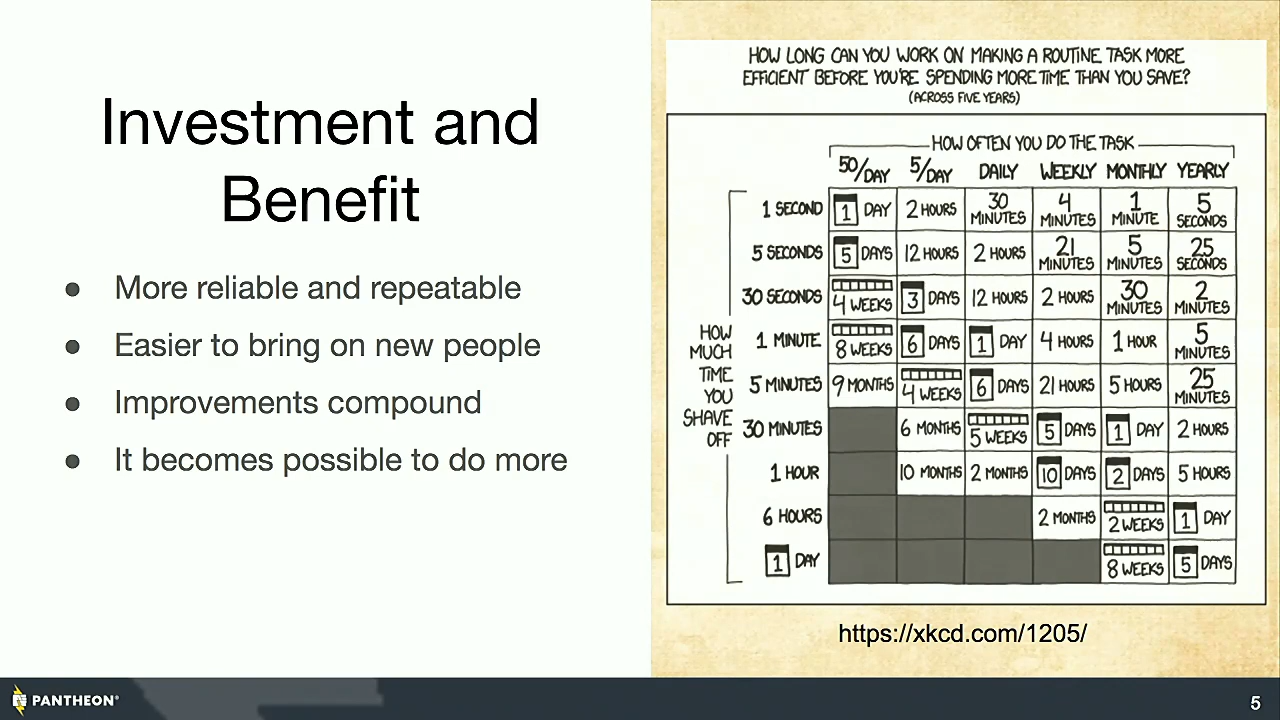 Investment and
Benefit
● More reliable and repeatable
● Easier to bring on new people
● Improvements compound
● It becomes possible to do more
HOW LONG CAN YOU WORK ON MAKING A ROUTINE TASK MORE
EFFICIENT BEFORE YOU'RE SPENDING MORE TIME THAN YOU SAVE?
(ACROSS FIVE YEARS)
HOW OFTEN YOU DO THE TASK
50/DAY 5/DAY DAILY WEEKLY MONTHLY YEARLY
HOW MUCH TIME YOU SHAVE OFF
1 SECOND 1 DAY 2 HOURS 30 MINUTES 4 MINUTES 1 MINUTE 5 SECONDS
5 SECONDS 5 DAYS 12 HOURS 2 HOURS 21 MINUTES 5 MINUTES 25 SECONDS
30 SECONDS 4 WEEKS 3 DAYS 12 HOURS 2 HOURS 30 MINUTES 2 MINUTES
1 MINUTE 8 WEEKS 6 DAYS 1 DAY 4 HOURS 1 HOUR 5 MINUTES
5 MINUTES 9 MONTHS 4 WEEKS 6 DAYS 21 HOURS 5 HOURS 25 MINUTES
30 MINUTES 6 MONTHS 5 WEEKS 5 DAYS 1 DAY 2 HOURS
1 HOUR 10 MONTHS 2 MONTHS 10 DAYS 2 DAYS 5 HOURS
6 HOURS 2 MONTHS 2 WEEKS 1 DAY
1 DAY 8 WEEKS 5 DAYS
https://xkcd.com/1205/
PANTHEON®
5